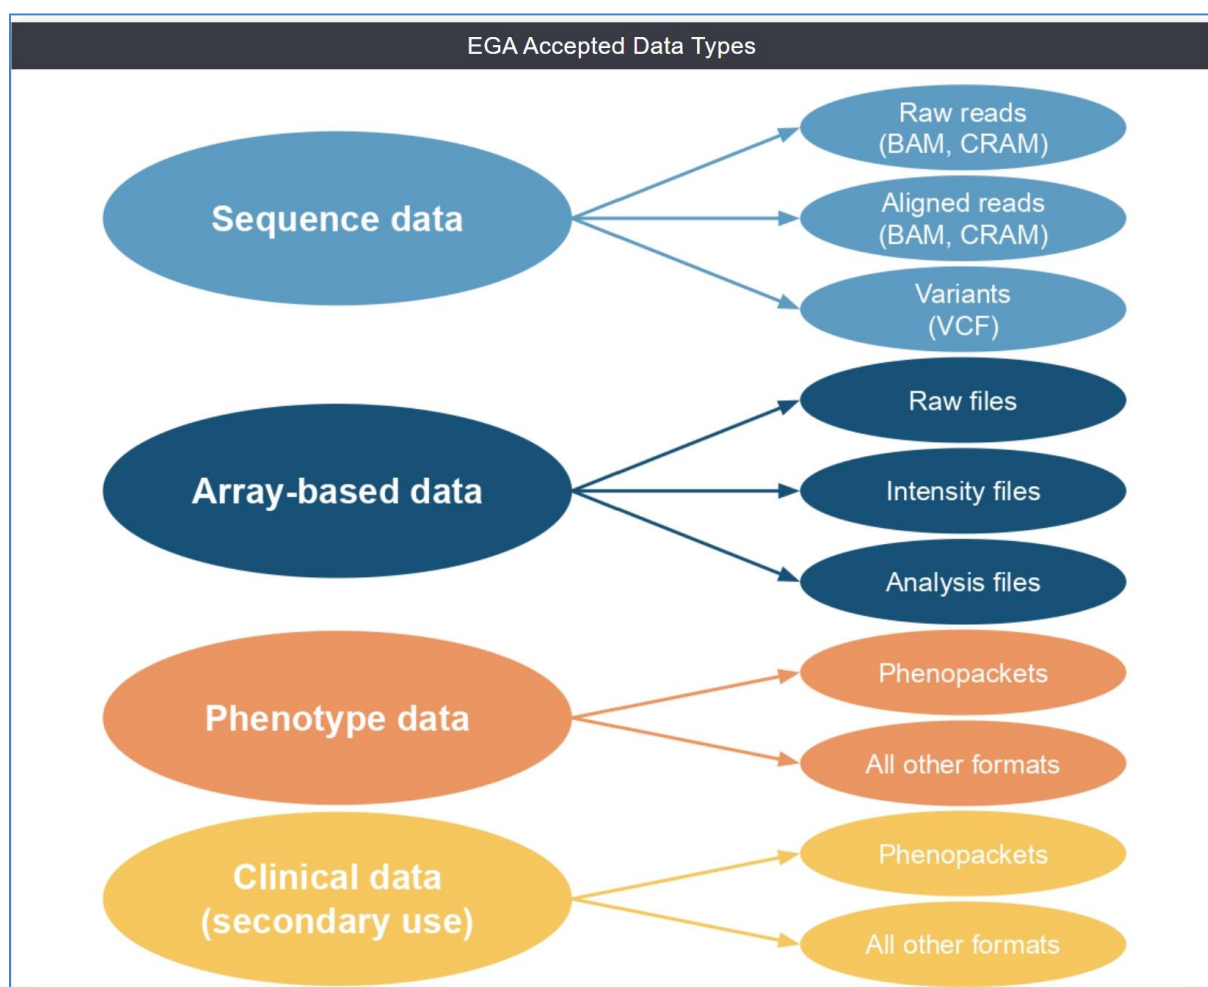 EGA Accepted Data Types
Sequence data
Raw reads
(BAM, CRAM)
Aligned reads
(BAM, CRAM)
Variants
(VCF)
Array-based data
Raw files
Intensity files
Analysis files
Phenotype data
Phenopackets
All other formats
Clinical data
(secondary use)
Phenopackets
All other formats